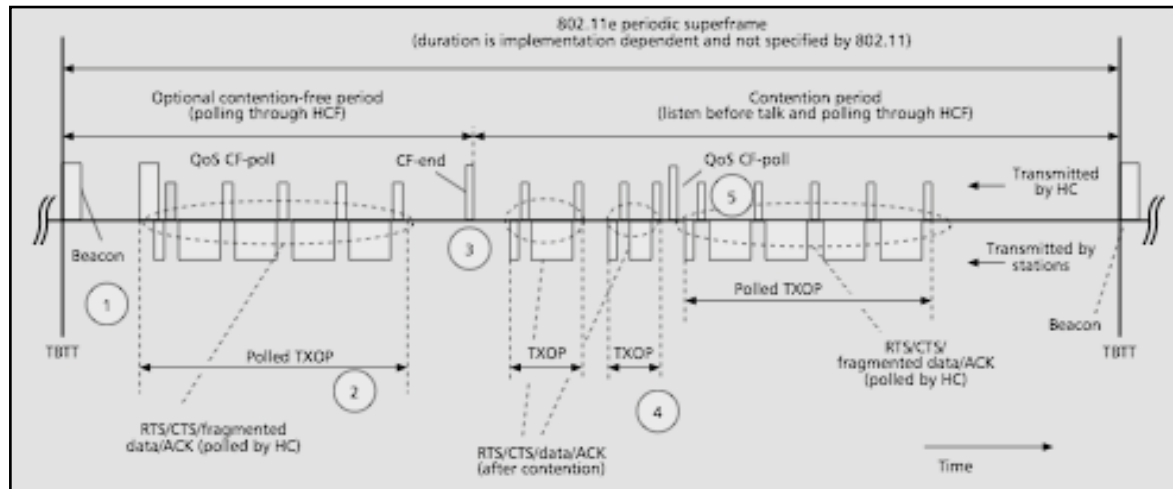 802.11e periodic superframe
(duration is implementation dependent and not specified by 802.11)
Optional contention-free period
(polling through HCF)
Contention period
(listen before talk and polling through HCF)
QoS CF-poll
CF-end
QoS CF-poll
5
Transmitted
by HC
3
Beacon
Transmitted by
stations
1
Polled TXOP
Beacon
TBTT
Polled TXOP
TXOP
TXOP
RTS/CTS/
fragmented data/ACK
(polled by HC)
TBTT
2
4
RTS/CTS/fragmented
data/ACK (polled by HC)
RTS/CTS/data/ACK
(after contention)
Time